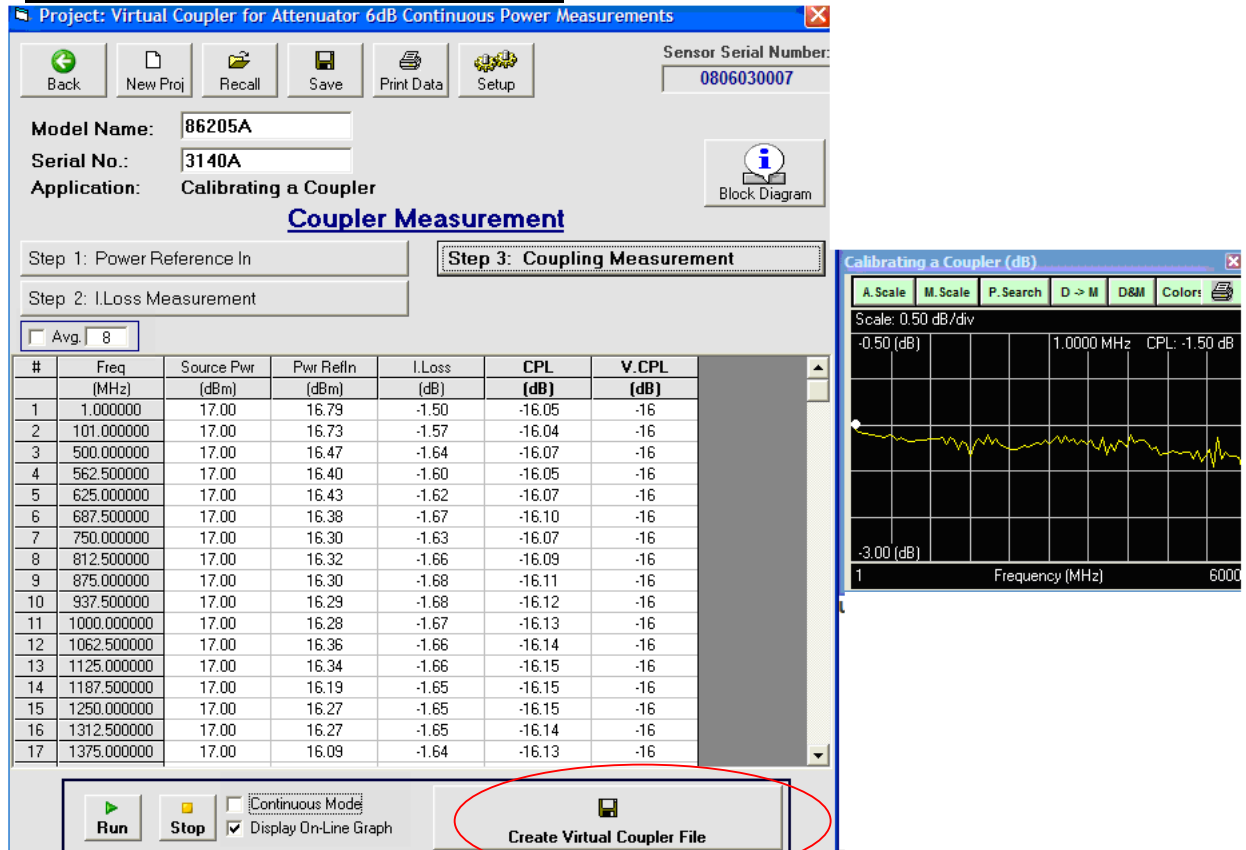 Project: Virtual Coupler for Attenuator 6dB Continuous Power Measurements
Back
New Proj
Recall
Save
Print Data
Setup
Sensor Serial Number:
0806030007
Model Name: 86205A
Serial No.: 3140A
Application: Calibrating a Coupler
Block Diagram
Coupler Measurement
Step 1: Power Reference In
Step 3: Coupling Measurement
Step 2: I.Loss Measurement
Avg. 8
# Freq Source Pwr Pwr RefIn I.Loss CPL V.CPL
(MHz) (dBm) (dBm) (dB) (dB) (dB)
1 1.000000 17.00 16.79 -1.50 -16.05 -16
2 101.000000 17.00 16.73 -1.57 -16.04 -16
3 500.000000 17.00 16.47 -1.64 -16.07 -16
4 562.500000 17.00 16.40 -1.60 -16.05 -16
5 625.000000 17.00 16.43 -1.62 -16.07 -16
6 687.500000 17.00 16.38 -1.67 -16.10 -16
7 750.000000 17.00 16.30 -1.63 -16.07 -16
8 812.500000 17.00 16.32 -1.66 -16.09 -16
9 875.000000 17.00 16.30 -1.68 -16.11 -16
10 937.500000 17.00 16.29 -1.68 -16.12 -16
11 1000.000000 17.00 16.28 -1.67 -16.13 -16
12 1062.500000 17.00 16.36 -1.66 -16.14 -16
13 1125.000000 17.00 16.34 -1.66 -16.15 -16
14 1187.500000 17.00 16.19 -1.65 -16.15 -16
15 1250.000000 17.00 16.27 -1.65 -16.15 -16
16 1312.500000 17.00 16.27 -1.65 -16.14 -16
17 1375.000000 17.00 16.09 -1.64 -16.13 -16
Run
Stop
Continuous Mode
Display On-Line Graph
Create Virtual Coupler File
Calibrating a Coupler (dB)
A.Scale M.Scale P.Search D -> M D&M Colors
Scale: 0.50 dB/div
-0.50 (dB) 1.0000 MHz CPL: -1.50 dB
-3.00 (dB)
1 Frequency (MHz) 6000